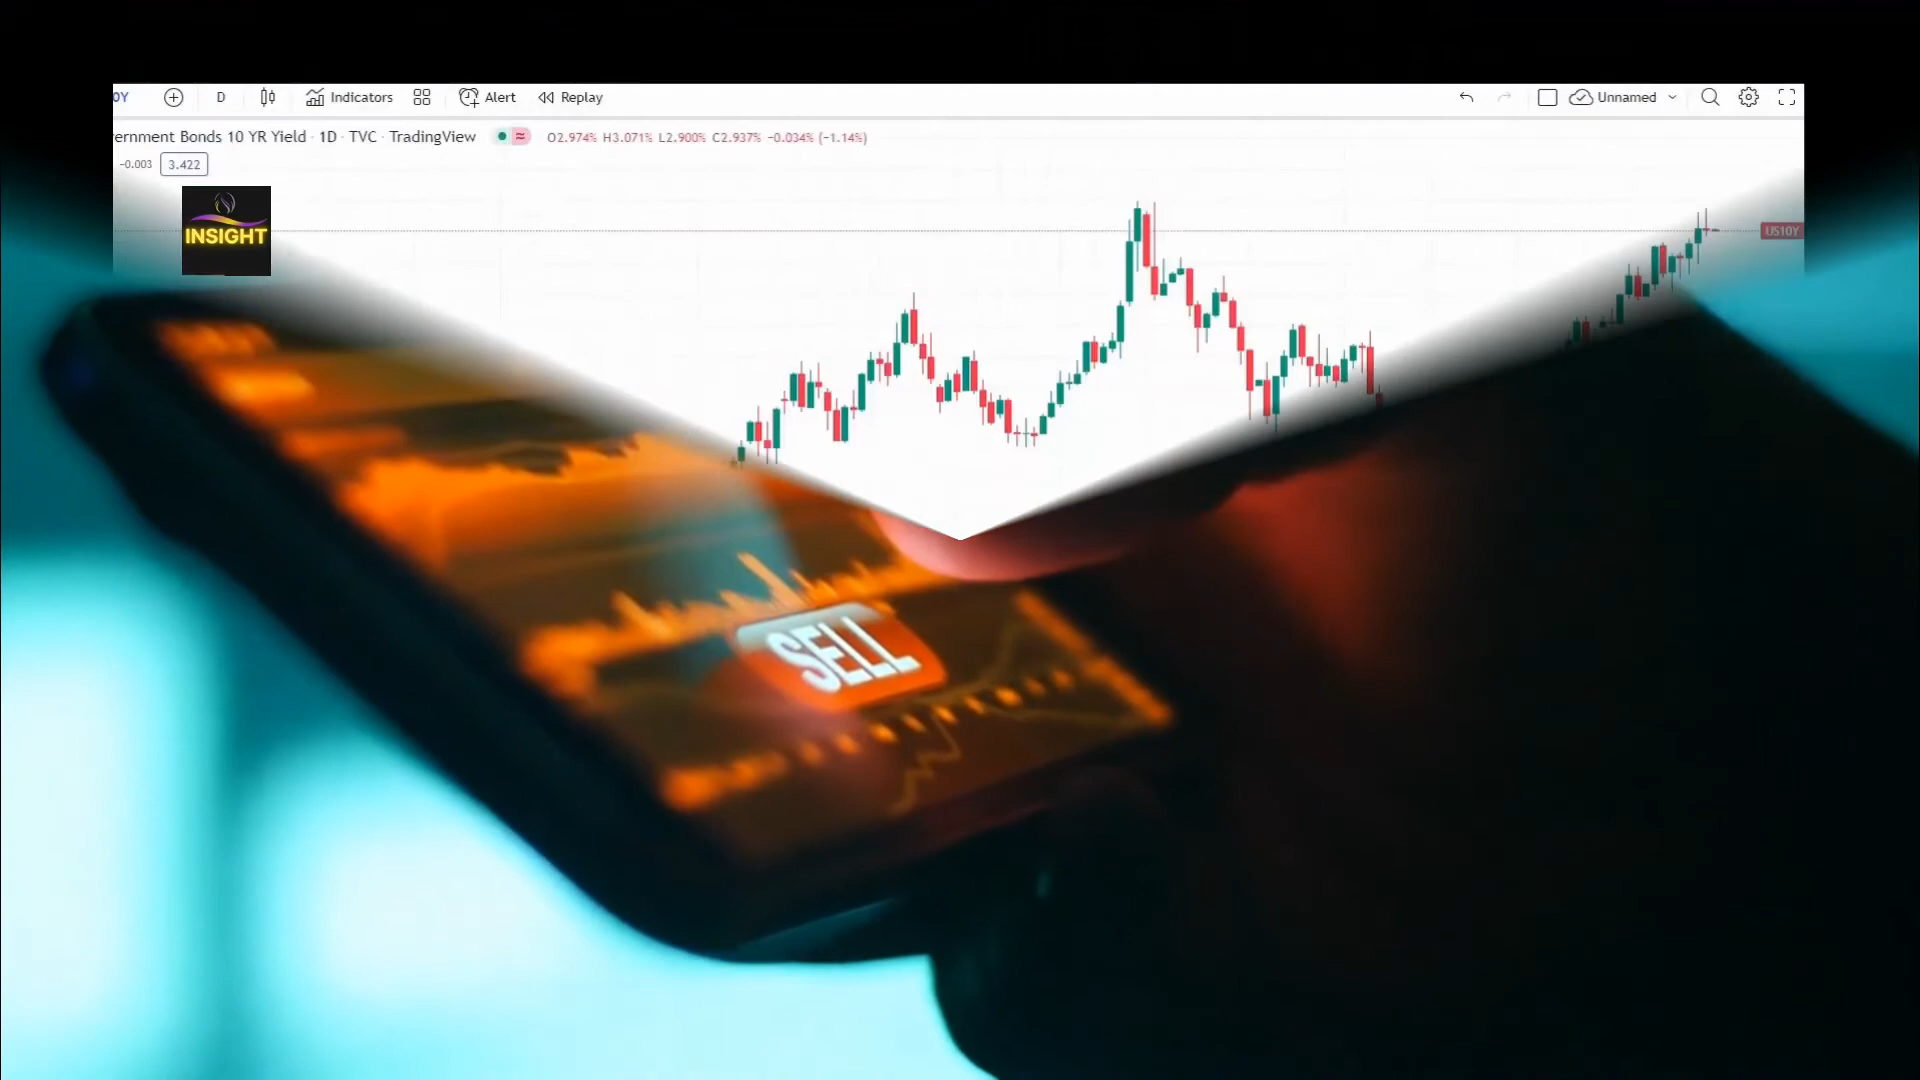 0Y D Indicators Alert Replay Unnamed
ernment Bonds 10 YR Yield · 1D · TVC · TradingView O2.974% H3.071% L2.900% C2.937% −0.034% (−1.14%)
−0.003 3.422
INSIGHT
US10Y
SELL